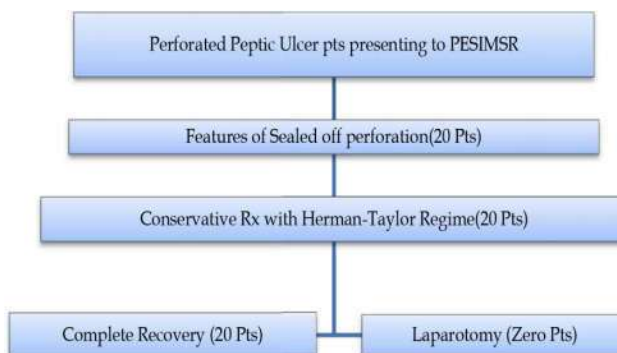 Perforated Peptic Ulcer pts presenting to PESIMSR
Features of Sealed off perforation(20 Pts)
Conservative Rx with Herman-Taylor Regime(20 Pts)
Complete Recovery (20 Pts)
Laparotomy (Zero Pts)